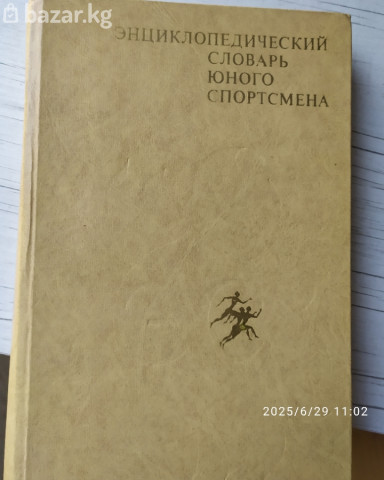 bazar.kg
ЭНЦИКЛОПЕДИЧЕСКИЙ
СЛОВАРЬ
ЮНОГО
СПОРТСМЕНА
2025/6/29 11:02